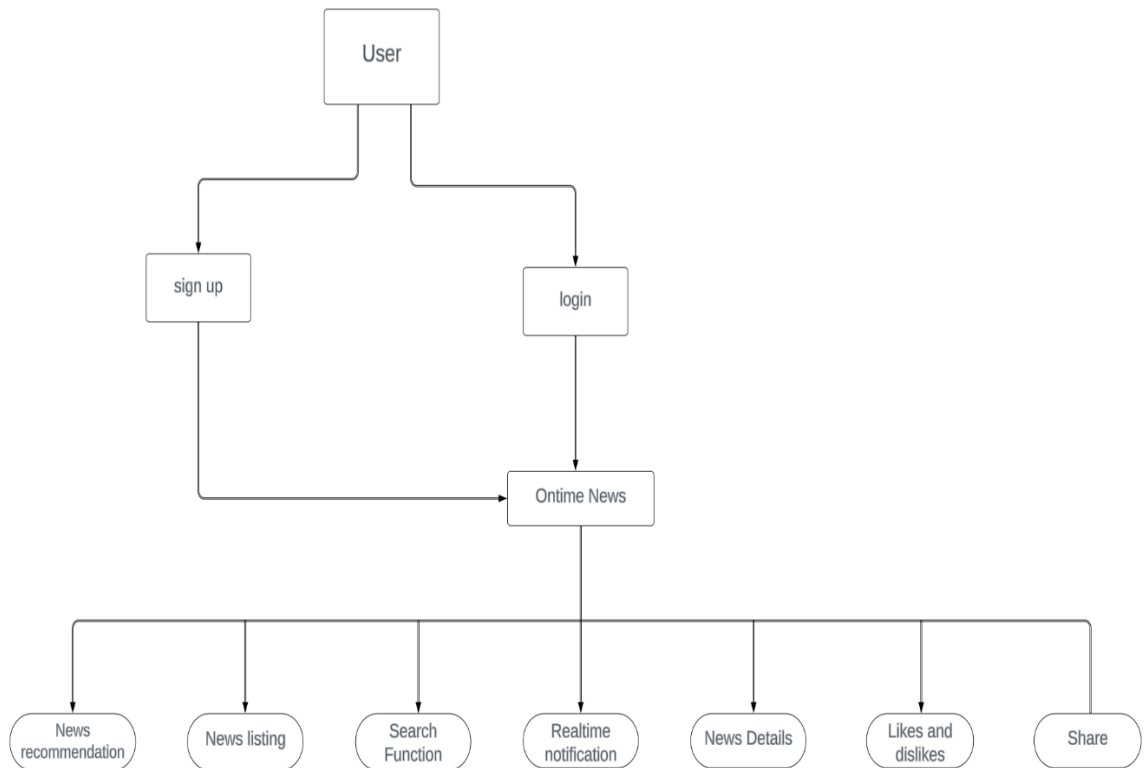 User
sign up
login
Ontime News
News
recommendation
News listing
Search
Function
Realtime
notification
News Details
Likes and
dislikes
Share